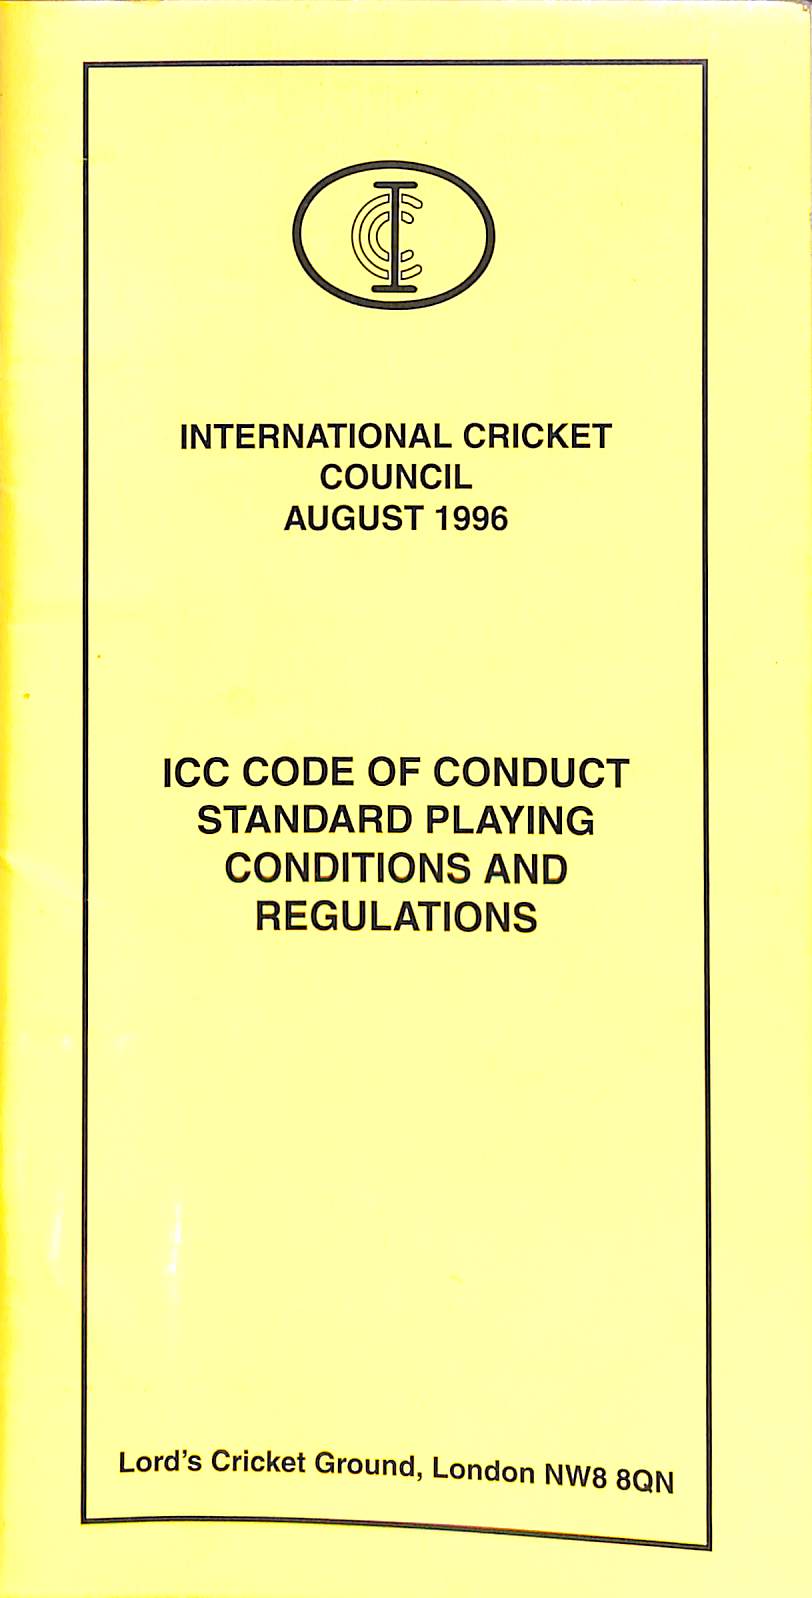 ICC
INTERNATIONAL CRICKET
COUNCIL
AUGUST 1996
ICC CODE OF CONDUCT
STANDARD PLAYING
CONDITIONS AND
REGULATIONS
Lord's Cricket Ground, London NW8 8QN